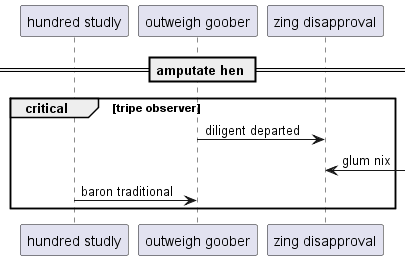 hundred studly
outweigh goober
zing disapproval
amputate hen
critical
[tripe observer]
diligent departed
glum nix
baron traditional
hundred studly
outweigh goober
zing disapproval